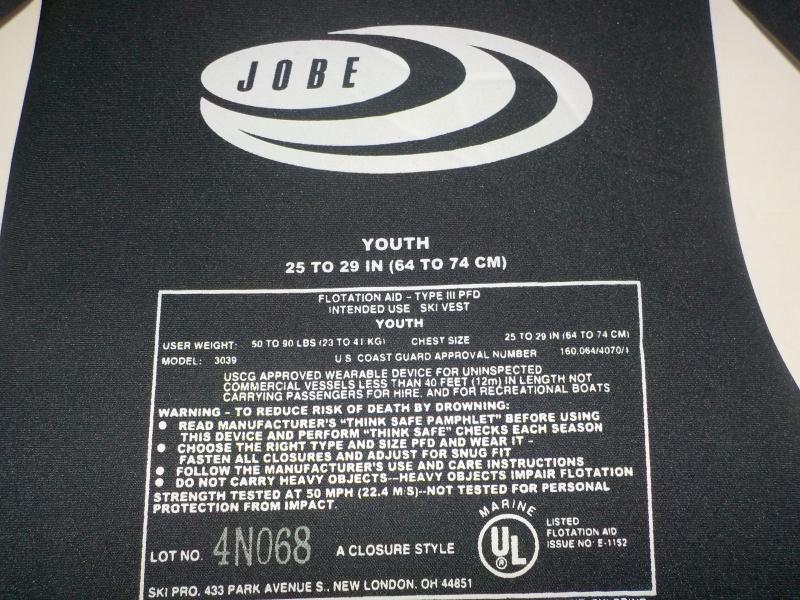 JOBE
YOUTH
25 TO 29 IN (64 TO 74 CM)
FLOTATION AID - TYPE III PFD
INTENDED USE SKI VEST
YOUTH
USER WEIGHT: 50 TO 90 LBS (23 TO 41 KG) CHEST SIZE 25 TO 29 IN (64 TO 74 CM)
MODEL: 3039 U.S. COAST GUARD APPROVAL NUMBER 160.064/4070/1
USCG APPROVED WEARABLE DEVICE FOR UNINSPECTED
COMMERCIAL VESSELS LESS THAN 40 FEET (12m) IN LENGTH NOT
CARRYING PASSENGERS FOR HIRE, AND FOR RECREATIONAL BOATS
WARNING - TO REDUCE RISK OF DEATH BY DROWNING:
● READ MANUFACTURER'S "THINK SAFE PAMPHLET" BEFORE USING
THIS DEVICE AND PERFORM "THINK SAFE" CHECKS EACH SEASON
● CHOOSE THE RIGHT TYPE AND SIZE PFD AND WEAR IT -
FASTEN ALL CLOSURES AND ADJUST FOR SNUG FIT
● FOLLOW THE MANUFACTURER'S USE AND CARE INSTRUCTIONS
● DO NOT CARRY HEAVY OBJECTS--HEAVY OBJECTS IMPAIR FLOTATION
STRENGTH TESTED AT 50 MPH (22.4 M/S)--NOT TESTED FOR PERSONAL
PROTECTION FROM IMPACT.
LOT NO. 4N068 A CLOSURE STYLE
MARINE
UL ®
LISTED
FLOTATION AID
ISSUE NO: E-1152
SKI PRO. 433 PARK AVENUE S., NEW LONDON. OH 44851